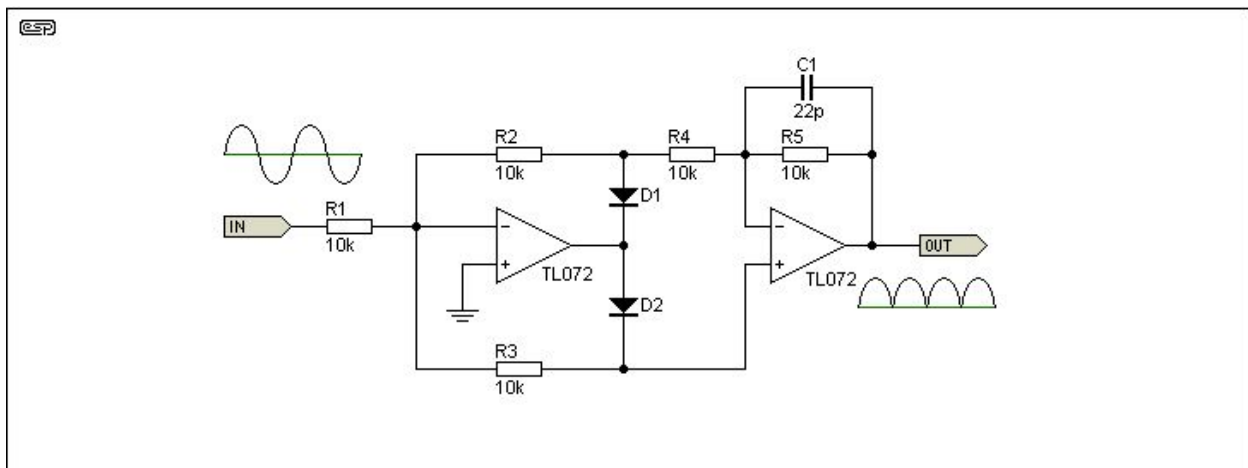 esp
C1
22p
R2
10k
R4
10k
R5
10k
D1
IN
R1
10k
−
+
TL072
−
+
TL072
OUT
D2
R3
10k